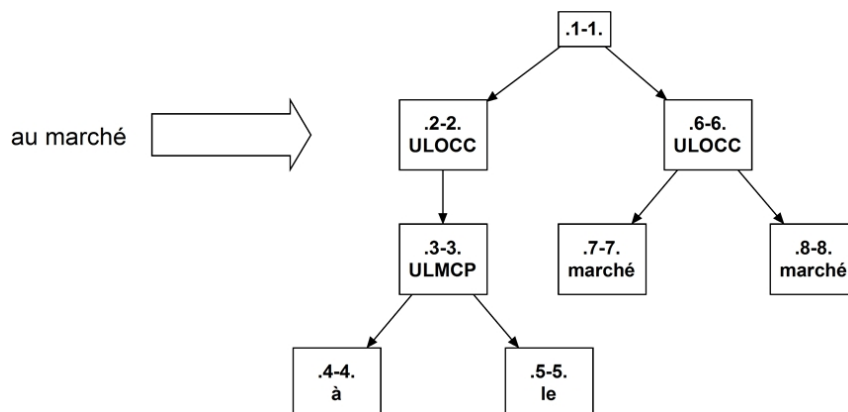 .1-1.
au marché
.2-2.
ULOCC
.6-6.
ULOCC
.3-3.
ULMCP
.7-7.
marché
.8-8.
marché
.4-4.
à
.5-5.
le